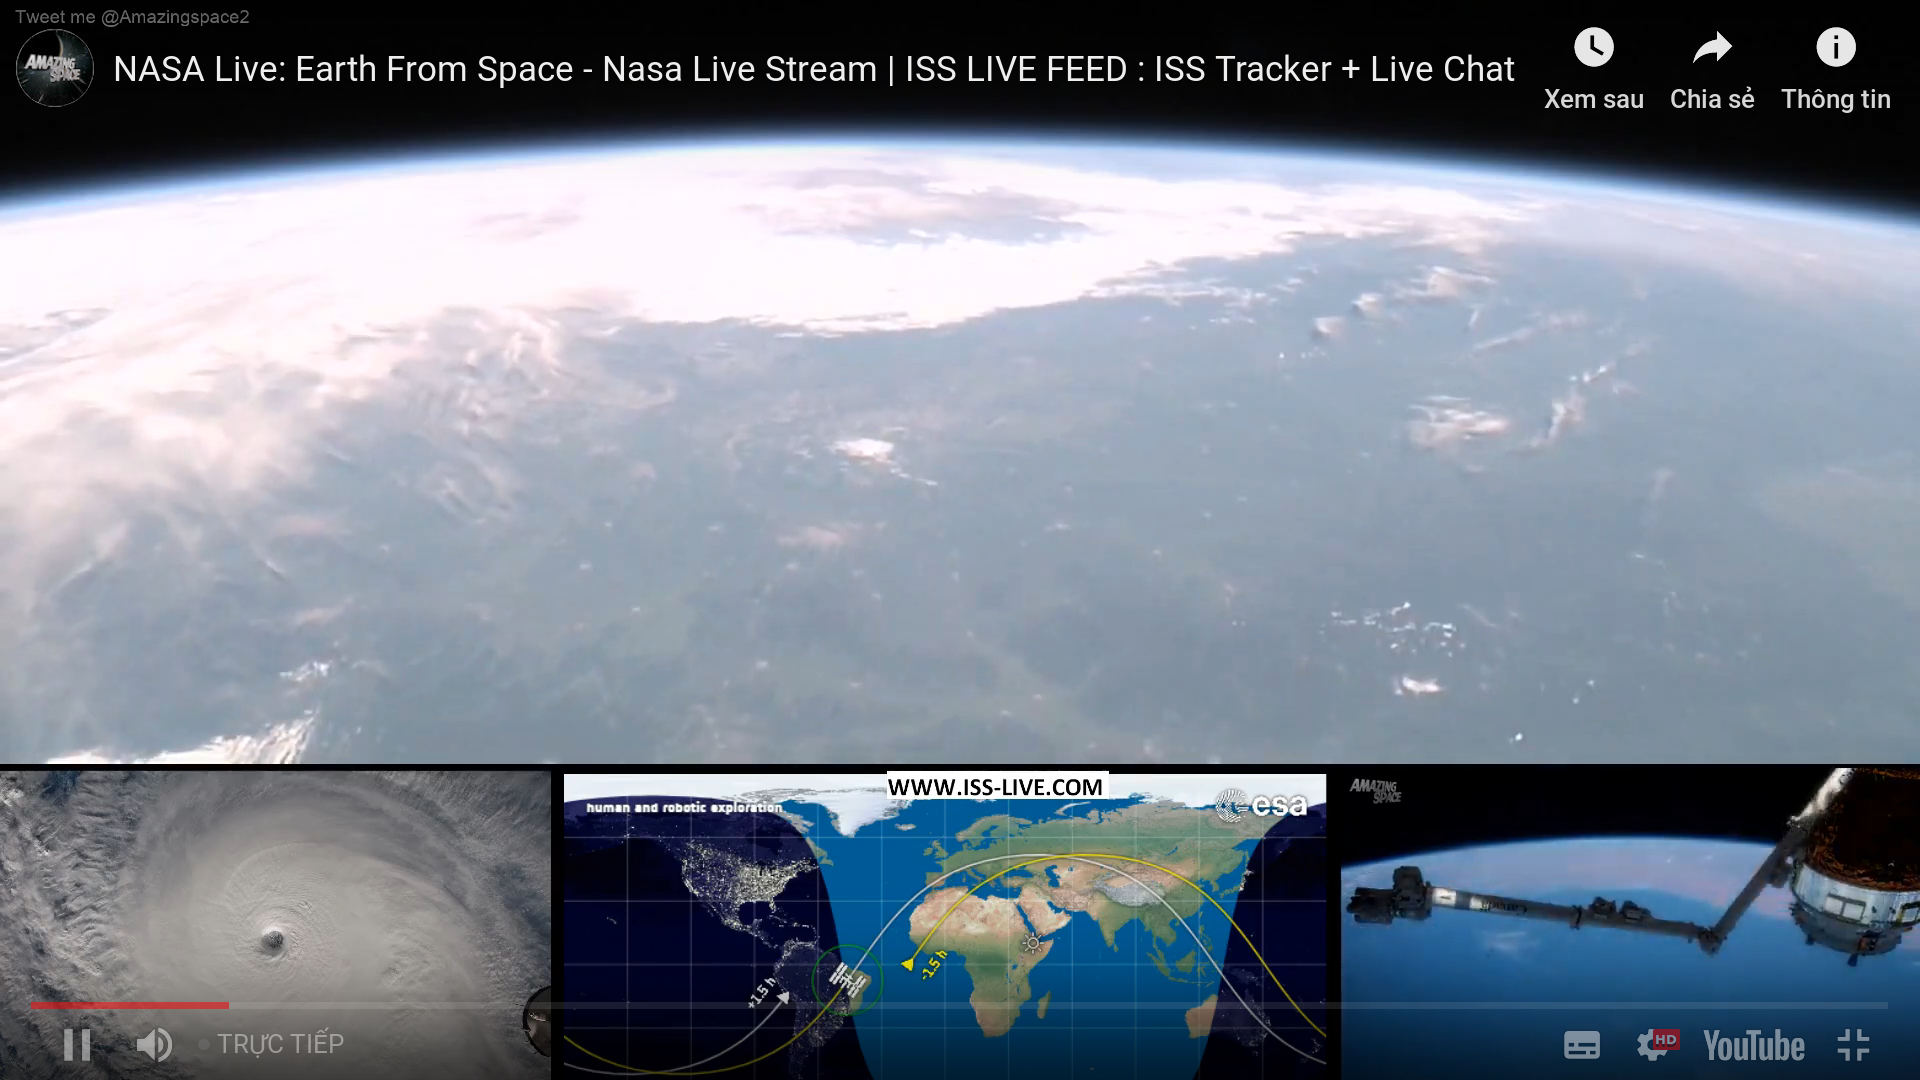 Tweet me @Amazingspace2
AMAZING
SPACE
NASA Live: Earth From Space - Nasa Live Stream | ISS LIVE FEED : ISS Tracker + Live Chat
Xem sau
Chia sẻ
Thông tin
WWW.ISS-LIVE.COM
human and robotic exploration
esa
AMAZING
SPACE
+1.5 h
-1.5 h
TRỰC TIẾP
HD
YouTube